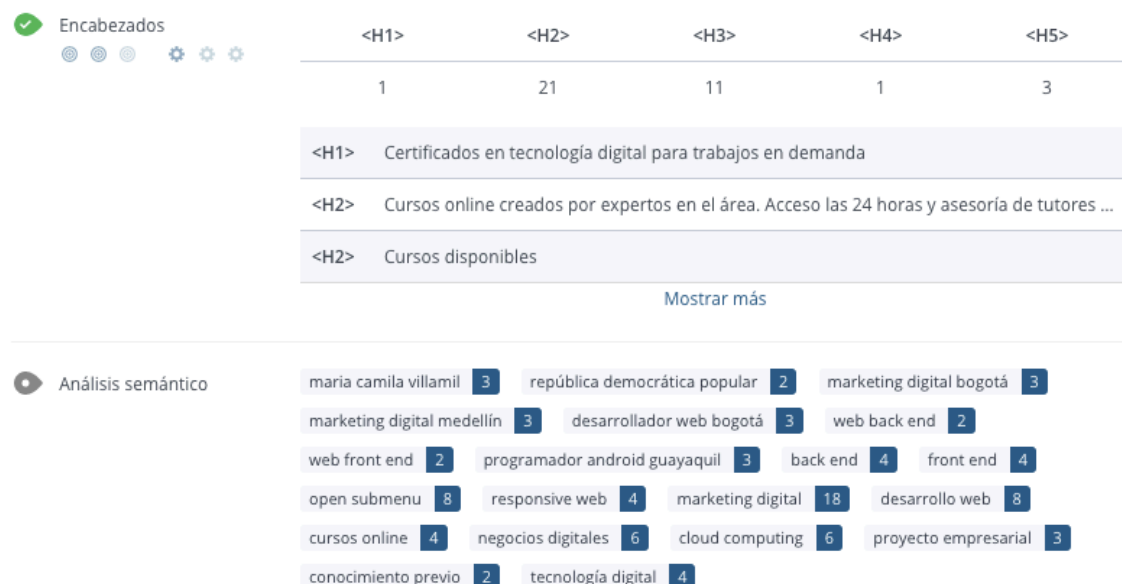 Encabezados
<H1> <H2> <H3> <H4> <H5>
1 21 11 1 3
<H1> Certificados en tecnología digital para trabajos en demanda
<H2> Cursos online creados por expertos en el área. Acceso las 24 horas y asesoría de tutores ...
<H2> Cursos disponibles
Mostrar más
Análisis semántico
maria camila villamil 3 república democrática popular 2 marketing digital bogotá 3
marketing digital medellín 3 desarrollador web bogotá 3 web back end 2
web front end 2 programador android guayaquil 3 back end 4 front end 4
open submenu 8 responsive web 4 marketing digital 18 desarrollo web 8
cursos online 4 negocios digitales 6 cloud computing 6 proyecto empresarial 3
conocimiento previo 2 tecnología digital 4